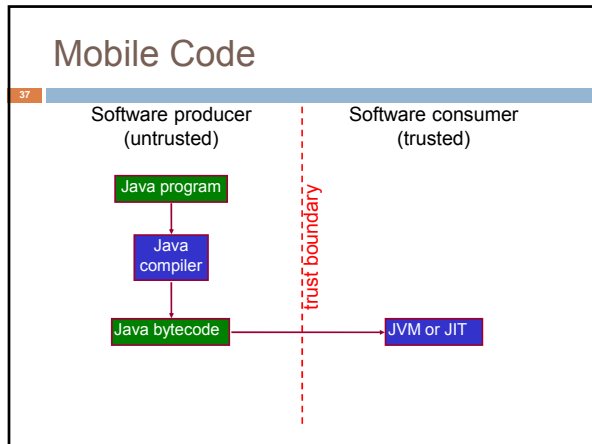 Mobile Code
37
Software producer
(untrusted)
Software consumer
(trusted)
Java program
Java
compiler
Java bytecode
trust boundary
JVM or JIT